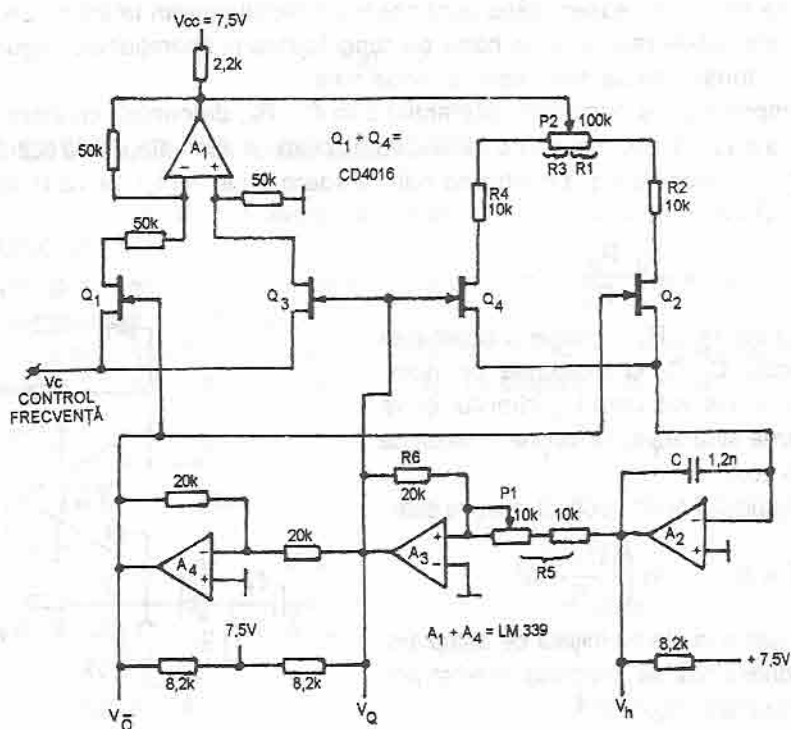 Vcc = 7,5V
2,2k
50k
A₁
−
+
50k
50k
Q₁ ÷ Q₄ =
CD4016
P2
100k
R3
R1
R4
10k
R2
10k
Q₁
Q₃
Q₄
Q₂
Vc
CONTROL
FRECVENȚĂ
20k
A₄
−
+
20k
R6
20k
A₃
+
−
P1
10k
10k
R5
C
1,2n
A₂
−
+
7,5V
8,2k
8,2k
A₁ ÷ A₄ = LM 339
8,2k
+ 7,5V
V_Q̅
V_Q
Vₕ